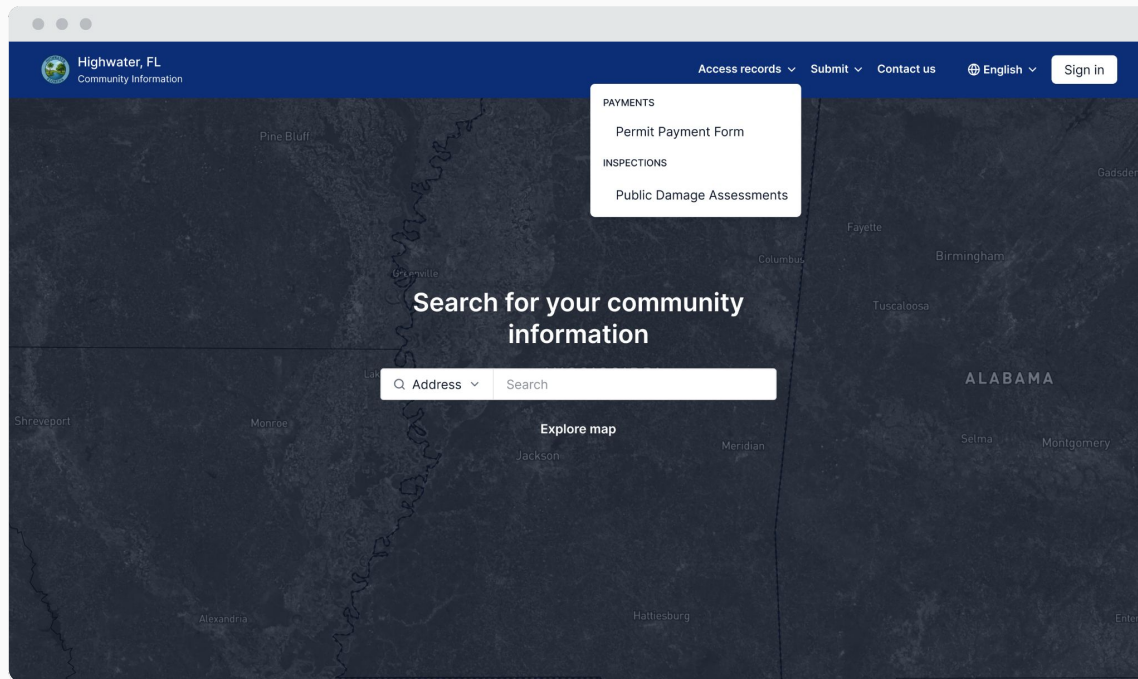 Highwater, FL
Community Information
Access records
Submit
Contact us
English
Sign in
PAYMENTS
Permit Payment Form
INSPECTIONS
Public Damage Assessments
Pine Bluff
Gadsden
Fayette
Columbus
Birmingham
Greenville
Search for your community
information
Tuscaloosa
Address
Search
ALABAMA
Shreveport
Monroe
Explore map
Jackson
Meridian
Selma
Montgomery
Alexandria
Hattiesburg
Enter